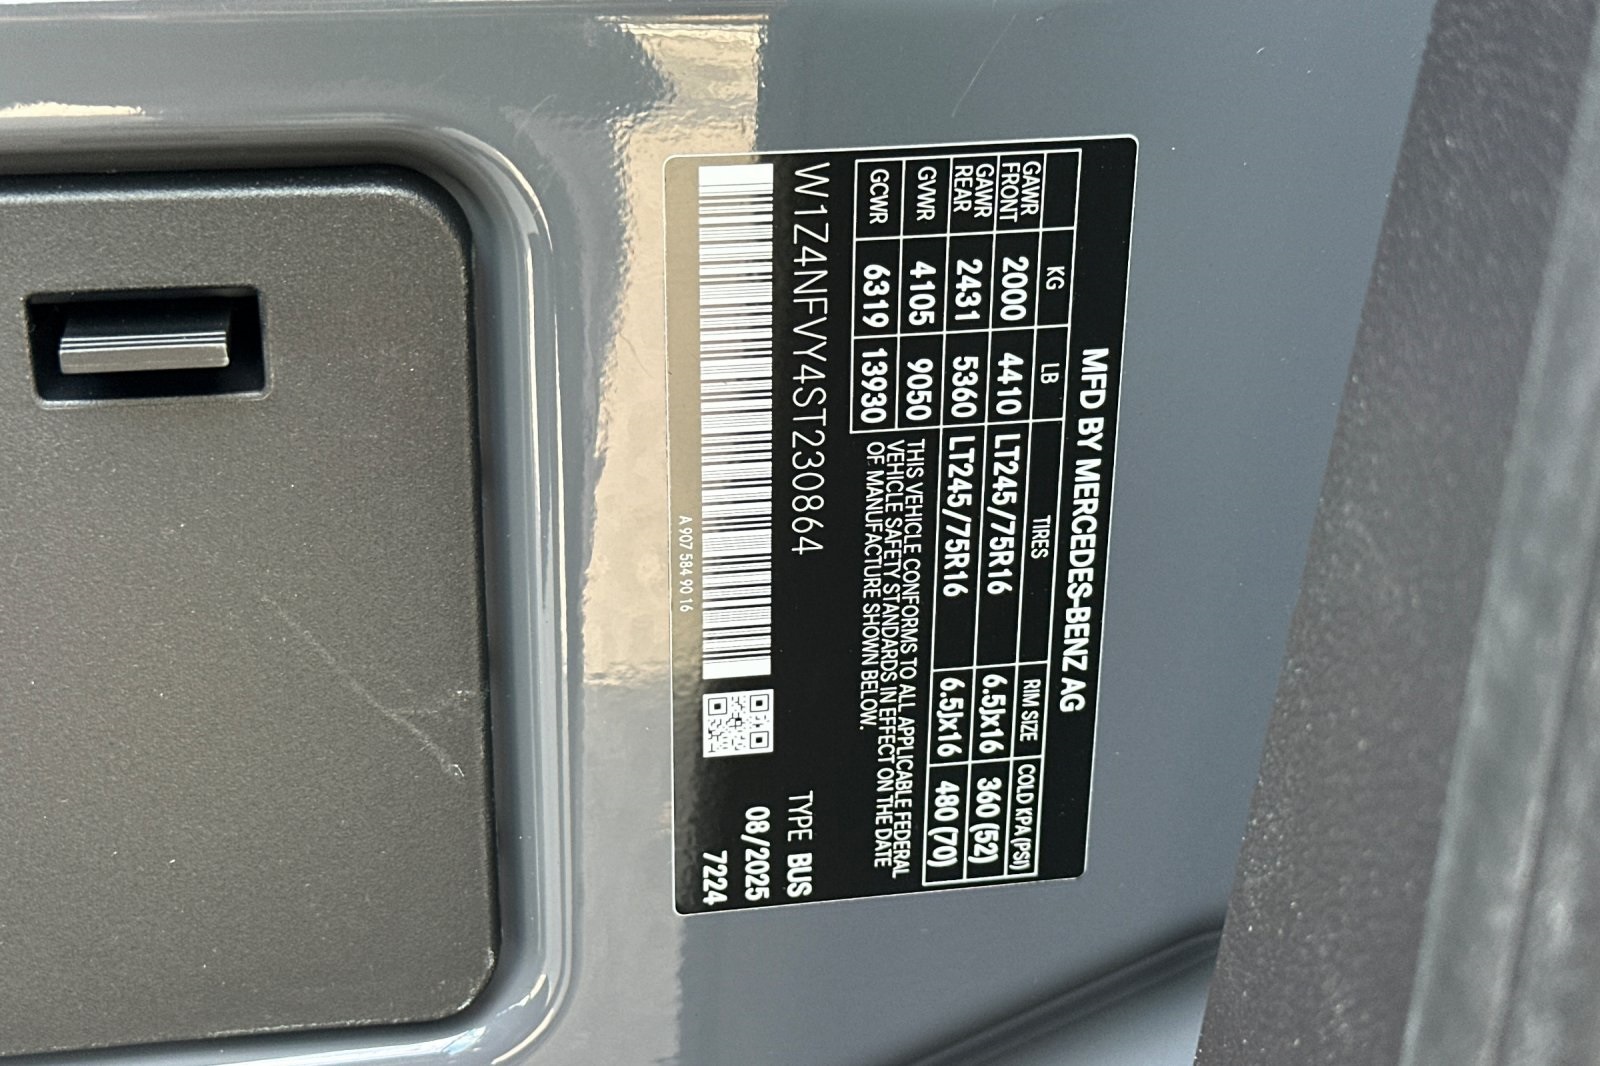 MFD BY MERCEDES-BENZ AG
KG LB TIRES RIM SIZE COLD KPA(PSI)
GAWR FRONT 2000 4410 LT245/75R16 6.5Jx16 360 (52)
GAWR REAR 2431 5360 LT245/75R16 6.5Jx16 480 (70)
GVWR 4105 9050
GCWR 6319 13930
THIS VEHICLE CONFORMS TO ALL APPLICABLE FEDERAL
VEHICLE SAFETY STANDARDS IN EFFECT ON THE DATE
OF MANUFACTURE SHOWN BELOW.
W1Z4NFVY4ST230864
TYPE BUS
08/2025
7224
A 907 584 90 16